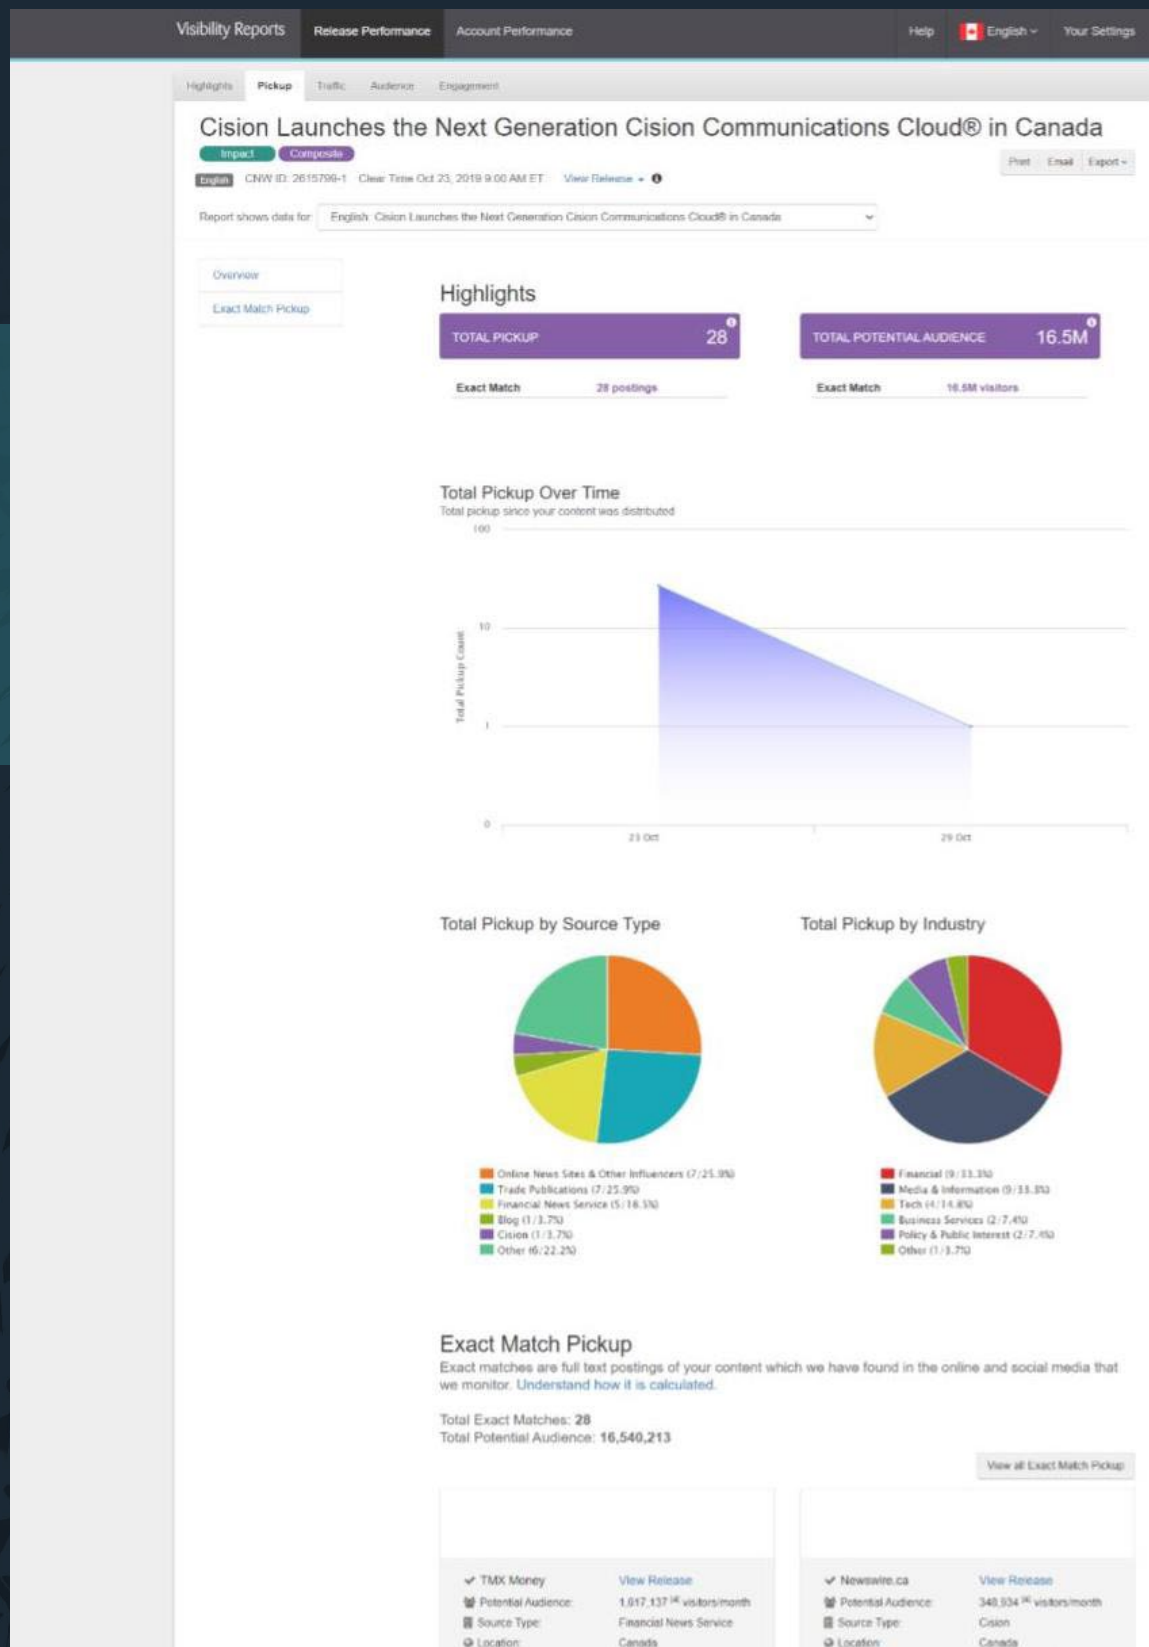 Visibility Reports Release Performance Account Performance Help English Your Settings
Highlights Pickup Traffic Audience Engagement
Cision Launches the Next Generation Cision Communications Cloud® in Canada
Impact Composite
Print Email Export
English CNW ID: 2615799-1 Clear Time Oct 23, 2019 9:00 AM ET View Release
Report shows data for English: Cision Launches the Next Generation Cision Communications Cloud® in Canada
Overview
Exact Match Pickup
Highlights
TOTAL PICKUP 28
TOTAL POTENTIAL AUDIENCE 16.5M
Exact Match 28 postings
Exact Match 16.5M visitors
Total Pickup Over Time
Total pickup since your content was distributed
100
10
Total Pickup Count
1
0
23 Oct 29 Oct
Total Pickup by Source Type
Total Pickup by Industry
Online News Sites & Other Influencers (7/25.9%)
Trade Publications (7/25.9%)
Financial News Service (5/18.5%)
Blog (1/3.7%)
Cision (1/3.7%)
Other (6/22.2%)
Financial (9/33.3%)
Media & Information (9/33.3%)
Tech (4/14.8%)
Business Services (2/7.4%)
Policy & Public Interest (2/7.4%)
Other (1/3.7%)
Exact Match Pickup
Exact matches are full text postings of your content which we have found in the online and social media that
we monitor. Understand how it is calculated.
Total Exact Matches: 28
Total Potential Audience: 16,540,213
View all Exact Match Pickup
TMX Money View Release
Potential Audience: 1,617,137 visitors/month
Source Type: Financial News Service
Location: Canada
Newswire.ca View Release
Potential Audience: 348,934 visitors/month
Source Type: Cision
Location: Canada